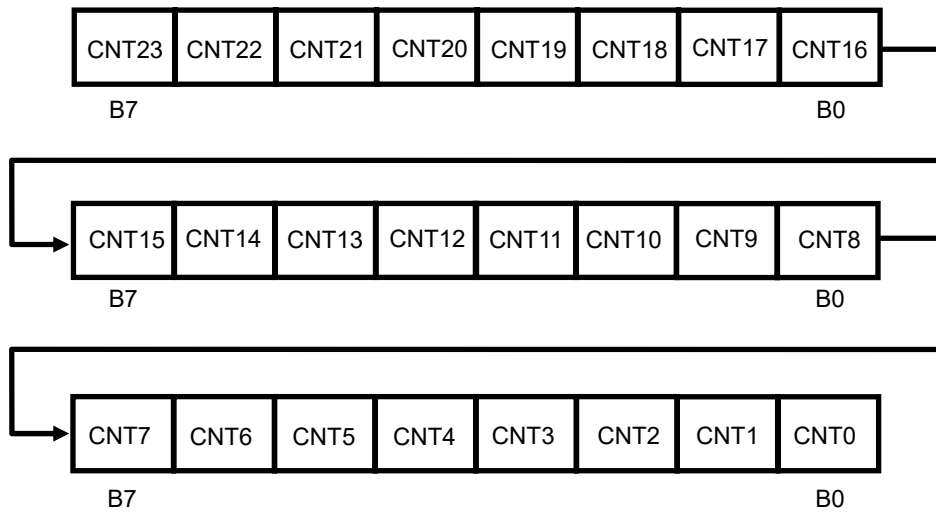 CNT23 CNT22 CNT21 CNT20 CNT19 CNT18 CNT17 CNT16
B7 B0
CNT15 CNT14 CNT13 CNT12 CNT11 CNT10 CNT9 CNT8
B7 B0
CNT7 CNT6 CNT5 CNT4 CNT3 CNT2 CNT1 CNT0
B7 B0